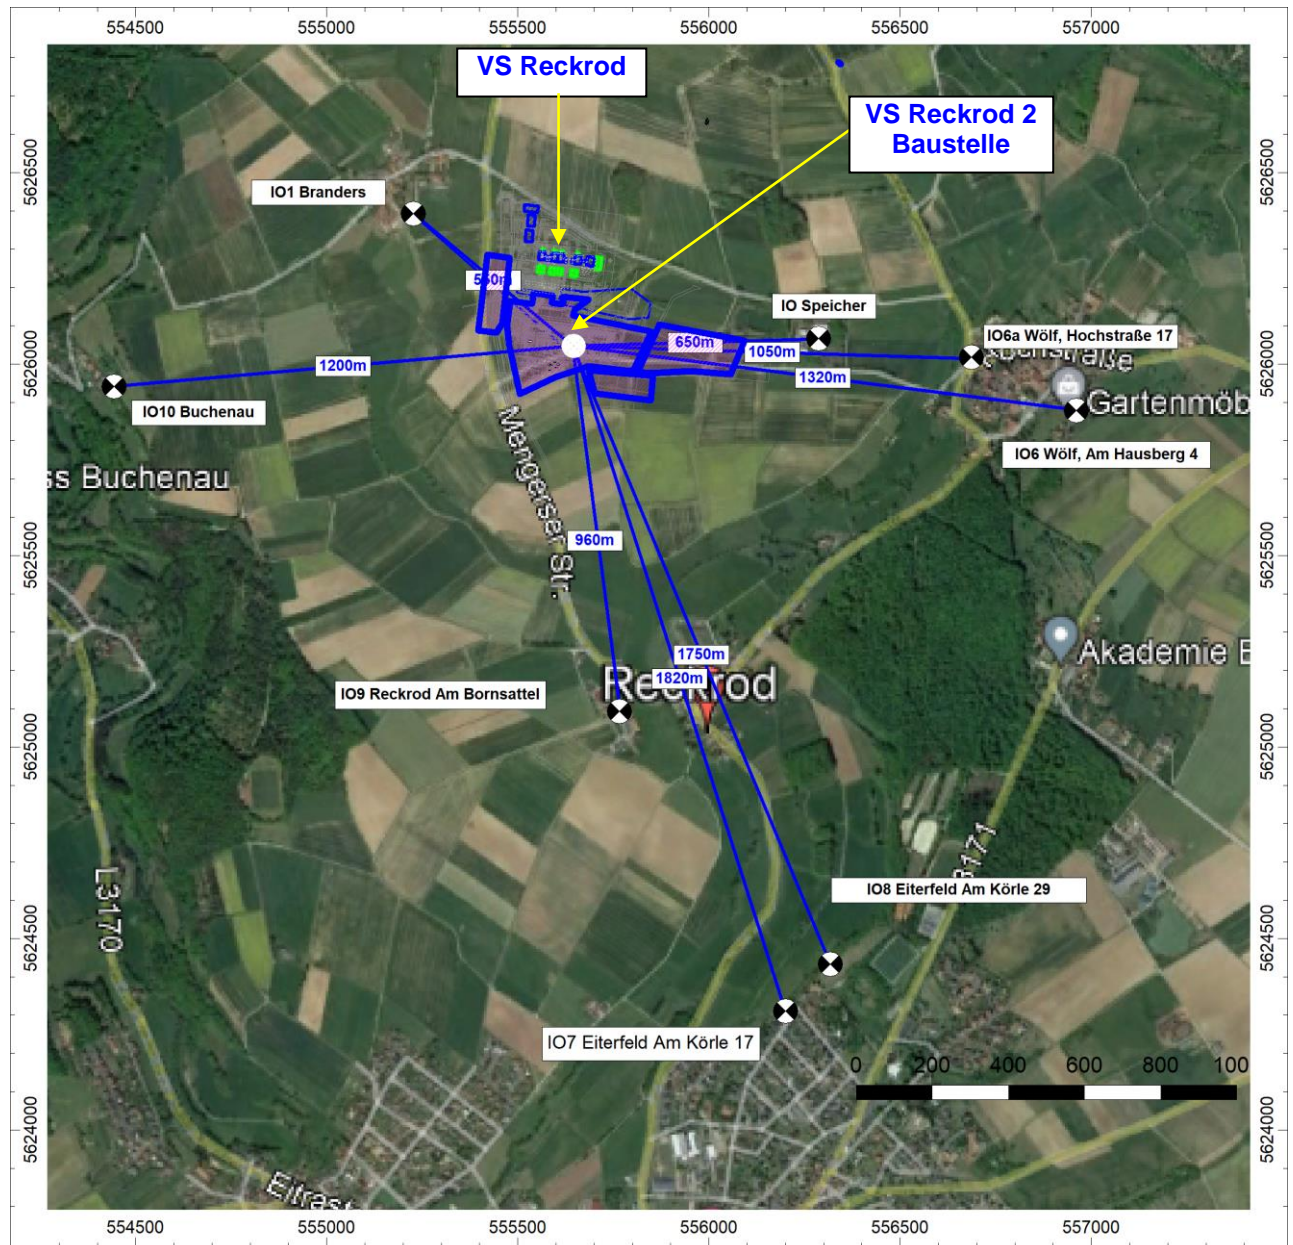 554500 555000 555500 556000 556500 557000
VS Reckrod
VS Reckrod 2
Baustelle
5626500
5626500
IO1 Branders
IO Speicher
IO6a Wölf, Hochstraße 17
650m
1050m
1200m
1320m
5626000
5626000
IO10 Buchenau
Gartenmöb
IO6 Wölf, Am Hausberg 4
ss Buchenau
Mengerser Str.
960m
5625500
5625500
1750m
Akademie E
1820m
Reckrod
IO9 Reckrod Am Bornsattel
5625000
5625000
L3170
3171
IO8 Eiterfeld Am Körle 29
5624500
5624500
IO7 Eiterfeld Am Körle 17
0 200 400 600 800 100
5624000
5624000
Eitrast
554500 555000 555500 556000 556500 557000